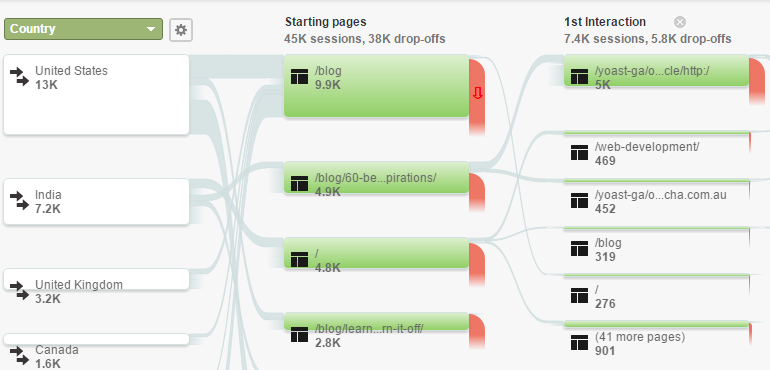 Country
United States
13K
India
7.2K
United Kingdom
3.2K
Canada
1.6K
Starting pages
45K sessions, 38K drop-offs
/blog
9.9K
/blog/60-be...pirations/
4.9K
/
4.8K
/blog/learn...rn-it-off/
2.8K
1st Interaction
7.4K sessions, 5.8K drop-offs
/yoast-ga/o...cle/http:/
5K
/web-development/
469
/yoast-ga/o...cha.com.au
452
/blog
319
/
276
(41 more pages)
901